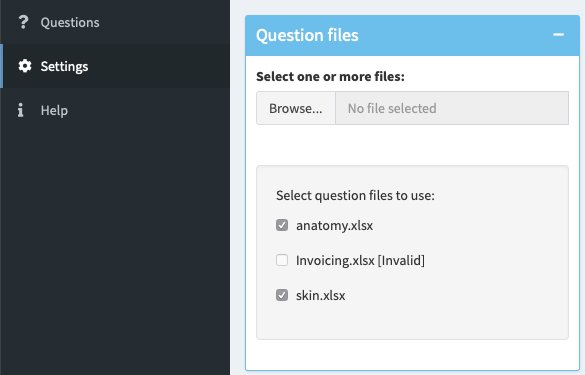 Questions
Settings
Help
Question files
Select one or more files:
Browse... No file selected
Select question files to use:
anatomy.xlsx
Invoicing.xlsx [Invalid]
skin.xlsx